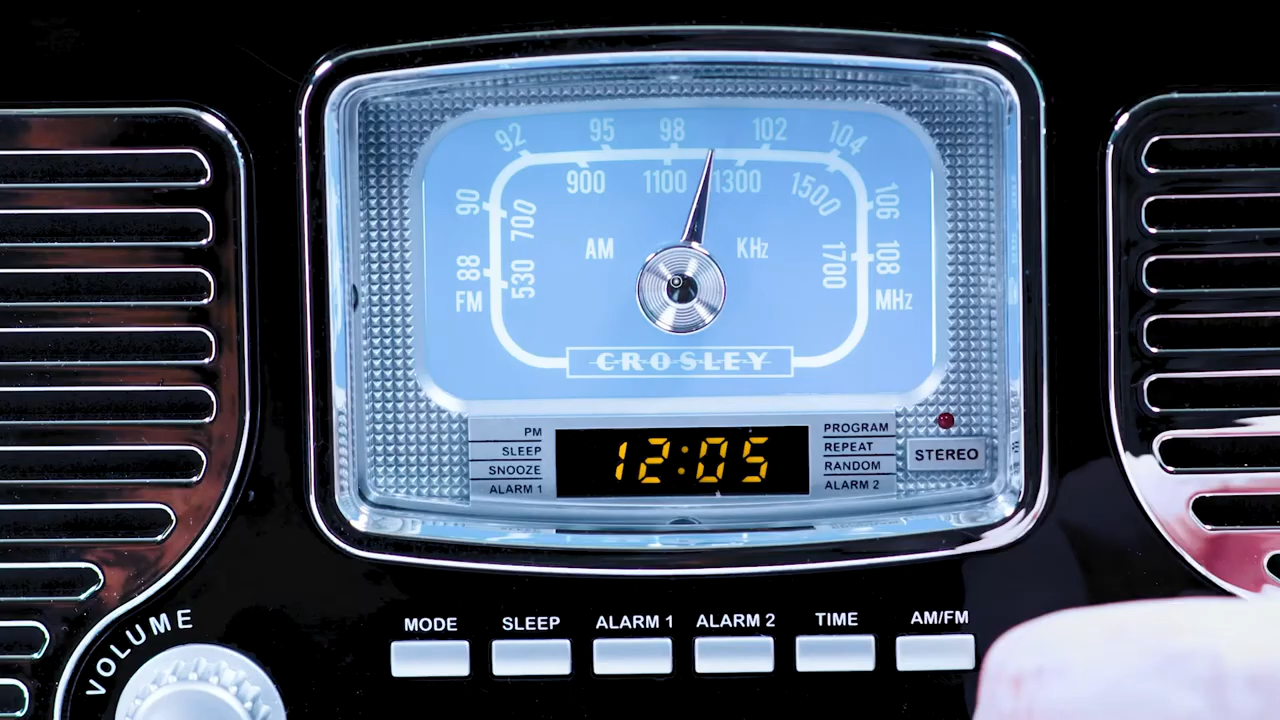 92 95 98 102 104
900 1100 1300 1500
90 700 106
AM KHz
88 530 1700 108
FM MHz
CROSLEY
PM 12:05 PROGRAM
SLEEP REPEAT STEREO
SNOOZE RANDOM
ALARM 1 ALARM 2
VOLUME
MODE SLEEP ALARM 1 ALARM 2 TIME AM/FM